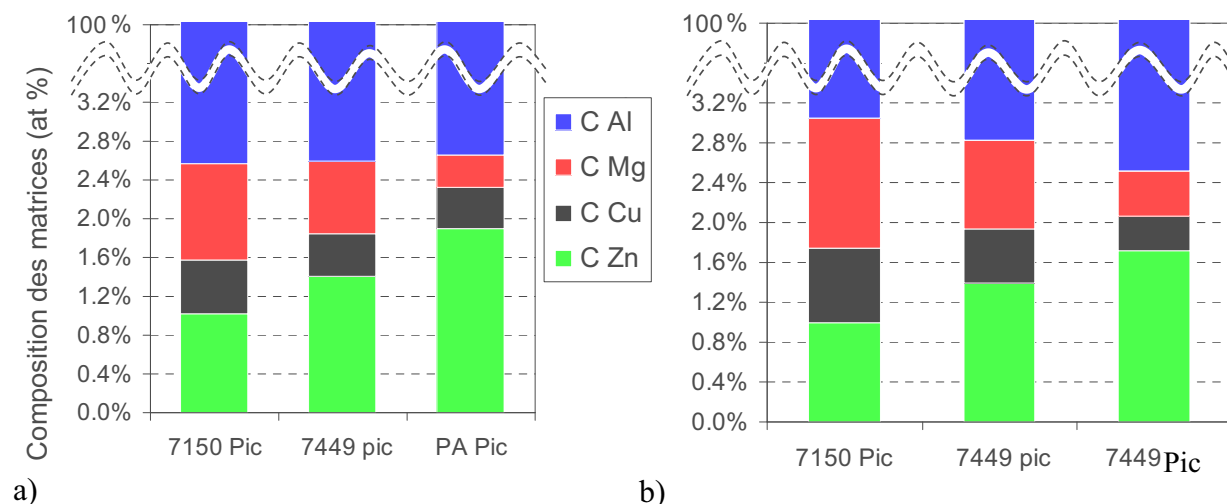 Composition des matrices (at %)
100%
3.2%
2.8%
2.4%
2.0%
1.6%
1.2%
0.8%
0.4%
0.0%
7150 Pic
7449 pic
PA Pic
a)
C Al
C Mg
C Cu
C Zn
100%
3.2%
2.8%
2.4%
2.0%
1.6%
1.2%
0.8%
0.4%
0.0%
7150 Pic
7449 pic
7449 Pic
b)